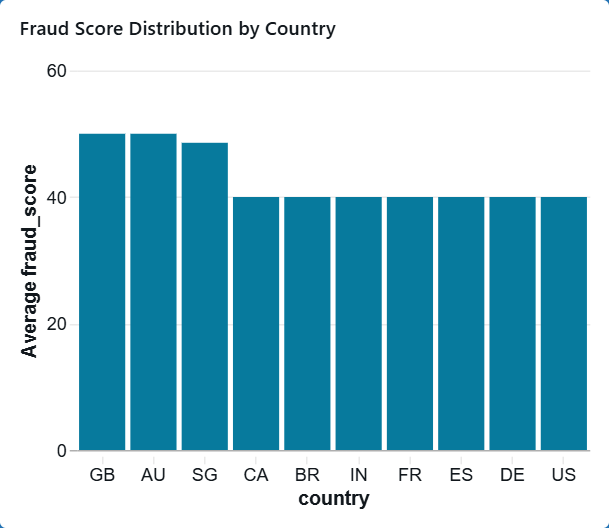 Fraud Score Distribution by Country
60
40
20
0
Average fraud_score
GB AU SG CA BR IN FR ES DE US
country